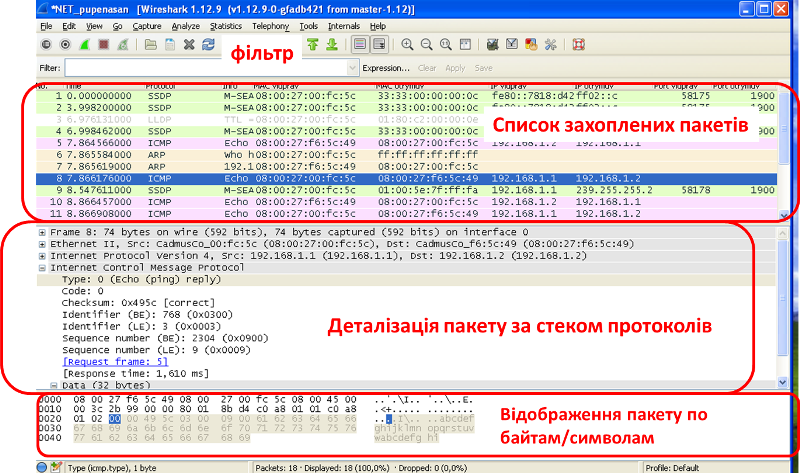 *NET_pupenasan [Wireshark 1.12.9 (v1.12.9-0-gfadb421 from master-1.12)]
File Edit View Go Capture Analyze Statistics Telephony Tools Internals Help
фільтр
Filter: Expression... Clear Apply Save
No. Time Protocol Info MAC vidprav MAC otrymuv IP vidprav IP otrymuv Port vidprav Port otrymuv
1 0.000000000 SSDP M-SEA 08:00:27:00:fc:5c 33:33:00:00:00:0c fe80::7818:d42 ff02::c 58175 1900
2 3.998200000 SSDP M-SEA 08:00:27:00:fc:5c 33:33:00:00:00:0c
3 6.976131000 LLDP TTL = 08:00:27:00:fc:5c 01:80:c2:00:00:0e
4 6.998462000 SSDP M-SEA 08:00:27:00:fc:5c 33:33:00:00:00:0c
Список захоплених пакетів
5 7.864566000 ICMP Echo 08:00:27:f6:5c:49 08:00:27:00:fc:5c 192.168.1.2 192.168.1.1
6 7.865584000 ARP Who h 08:00:27:00:fc:5c ff:ff:ff:ff:ff:ff
7 7.865619000 ARP 192.1 08:00:27:f6:5c:49 08:00:27:00:fc:5c
8 7.866176000 ICMP Echo 08:00:27:00:fc:5c 08:00:27:f6:5c:49 192.168.1.1 192.168.1.2
9 8.547611000 SSDP M-SEA 08:00:27:00:fc:5c 01:00:5e:7f:ff:fa 192.168.1.1 239.255.255.2 58178 1900
10 8.866457000 ICMP Echo 08:00:27:f6:5c:49 08:00:27:00:fc:5c 192.168.1.2 192.168.1.1
11 8.866908000 ICMP Echo 08:00:27:00:fc:5c 08:00:27:f6:5c:49 192.168.1.1 192.168.1.2
Frame 8: 74 bytes on wire (592 bits), 74 bytes captured (592 bits) on interface 0
Ethernet II, Src: CadmusCo_00:fc:5c (08:00:27:00:fc:5c), Dst: CadmusCo_f6:5c:49 (08:00:27:f6:5c:49)
Internet Protocol Version 4, Src: 192.168.1.1 (192.168.1.1), Dst: 192.168.1.2 (192.168.1.2)
Internet Control Message Protocol
Type: 0 (Echo (ping) reply)
Code: 0
Checksum: 0x495c [correct]
Identifier (BE): 768 (0x0300)
Identifier (LE): 3 (0x0003)
Sequence number (BE): 2304 (0x0900)
Sequence number (LE): 9 (0x0009)
[Request frame: 5]
[Response time: 1,610 ms]
Data (32 bytes)
Деталізація пакету за стеком протоколів
0000 08 00 27 f6 5c 49 08 00 27 00 fc 5c 08 00 45 00 ..'.\I.. '..\..E.
0010 00 3c 2b 99 00 00 80 01 8b d4 c0 a8 01 01 c0 a8 .<+..... ........
0020 01 02 00 00 49 5c 03 00 09 00 61 62 63 64 65 66 ....I\.. ..abcdef
0030 67 68 69 6a 6b 6c 6d 6e 6f 70 71 72 73 74 75 76 ghijklmn opqrstuv
0040 77 61 62 63 64 65 66 67 68 69 wabcdefg hi
Відображення пакету по
байтам/символам
Type (icmp.type), 1 byte Packets: 18 · Displayed: 18 (100,0%) · Dropped: 0 (0,0%) Profile: Default